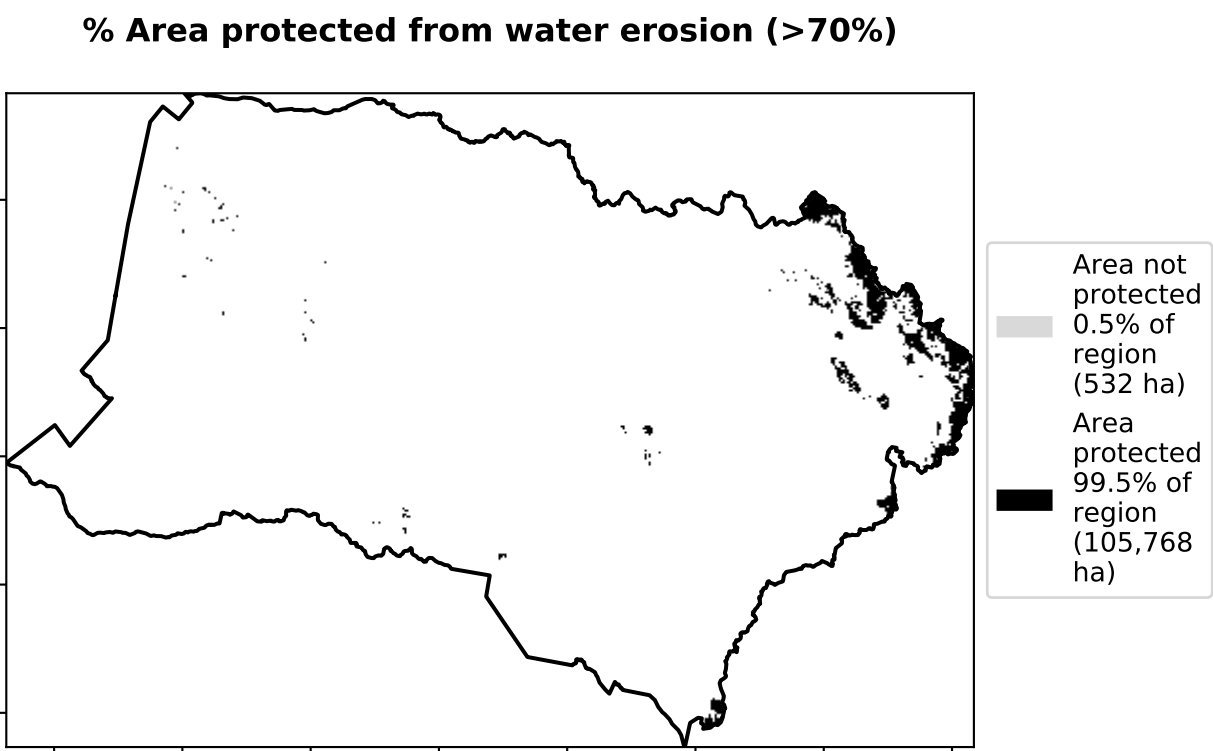 % Area protected from water erosion (>70%)
Area not
protected
0.5% of
region
(532 ha)
Area
protected
99.5% of
region
(105,768
ha)